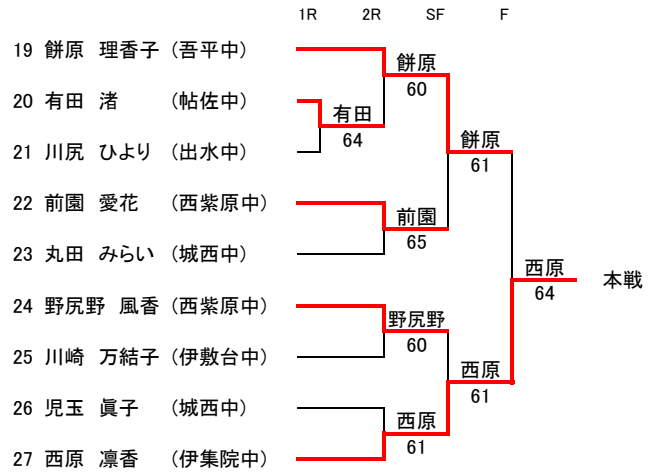 1R 2R SF F
19 餅原 理香子 (吾平中)
餅原
60
20 有田 渚 (帖佐中)
有田
64
21 川尻 ひより (出水中)
餅原
61
22 前園 愛花 (西紫原中)
前園
65
23 丸田 みらい (城西中)
西原 本戦
64
24 野尻野 風香 (西紫原中)
野尻野
60
25 川崎 万結子 (伊敷台中)
西原
61
26 児玉 眞子 (城西中)
西原
61
27 西原 凛香 (伊集院中)